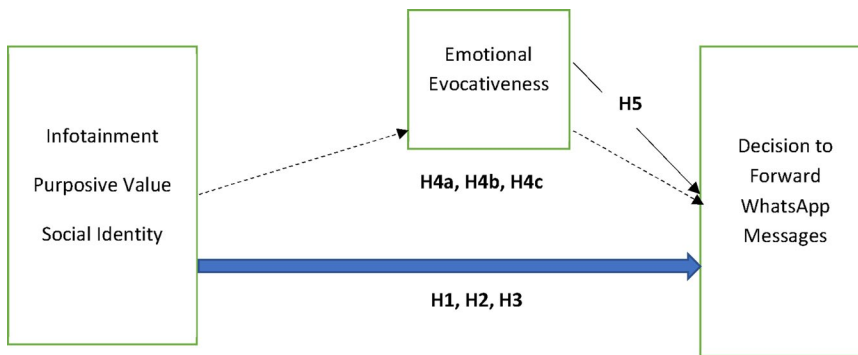 Infotainment
Purposive Value
Social Identity
Emotional
Evocativeness
H5
H4a, H4b, H4c
H1, H2, H3
Decision to
Forward
WhatsApp
Messages